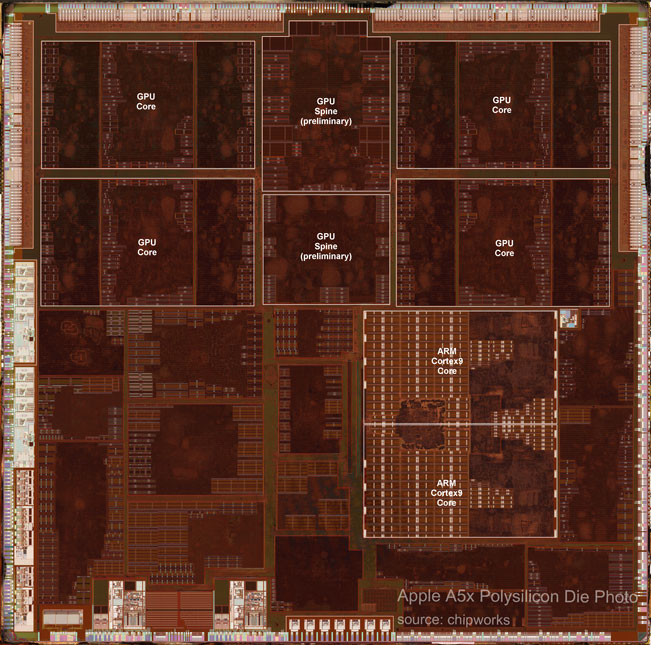 GPU
Core
GPU
Spine
(preliminary)
GPU
Core
GPU
Core
GPU
Spine
(preliminary)
GPU
Core
ARM
Cortex9
Core
ARM
Cortex9
Core
Apple A5x Polysilicon Die Photo
source: chipworks